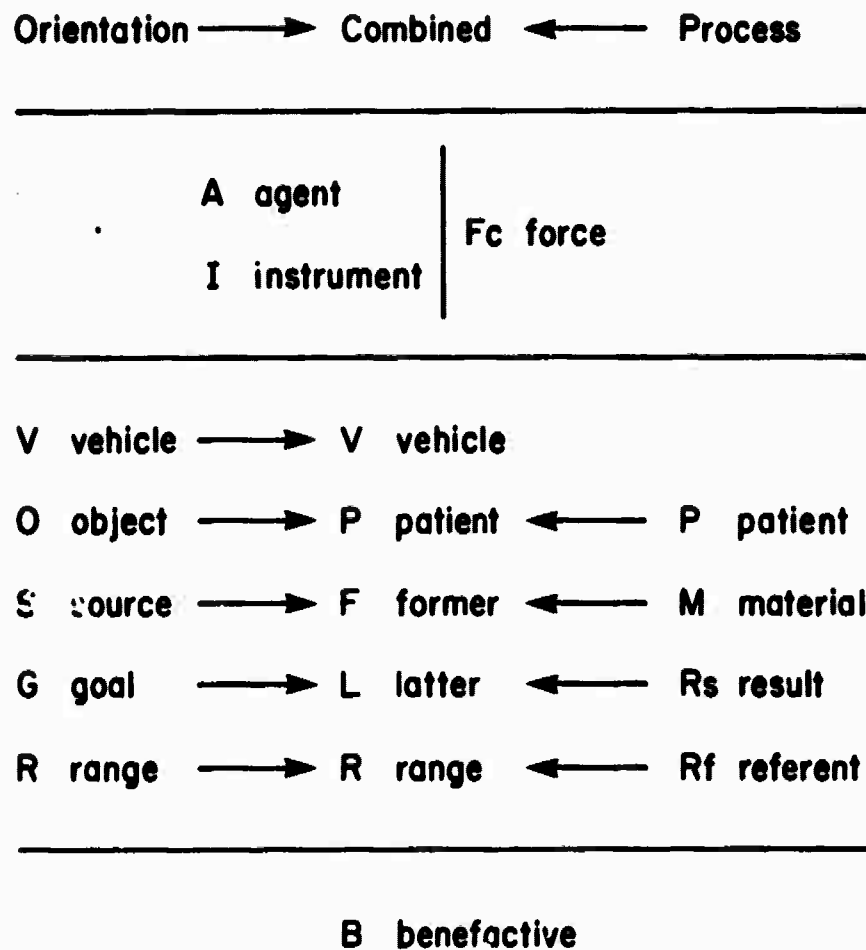 Orientation → Combined ← Process
A agent
Fc force
I instrument
V vehicle → V vehicle
O object → P patient ← P patient
S source → F former ← M material
G goal → L latter ← Rs result
R range → R range ← Rf referent
B benefactive